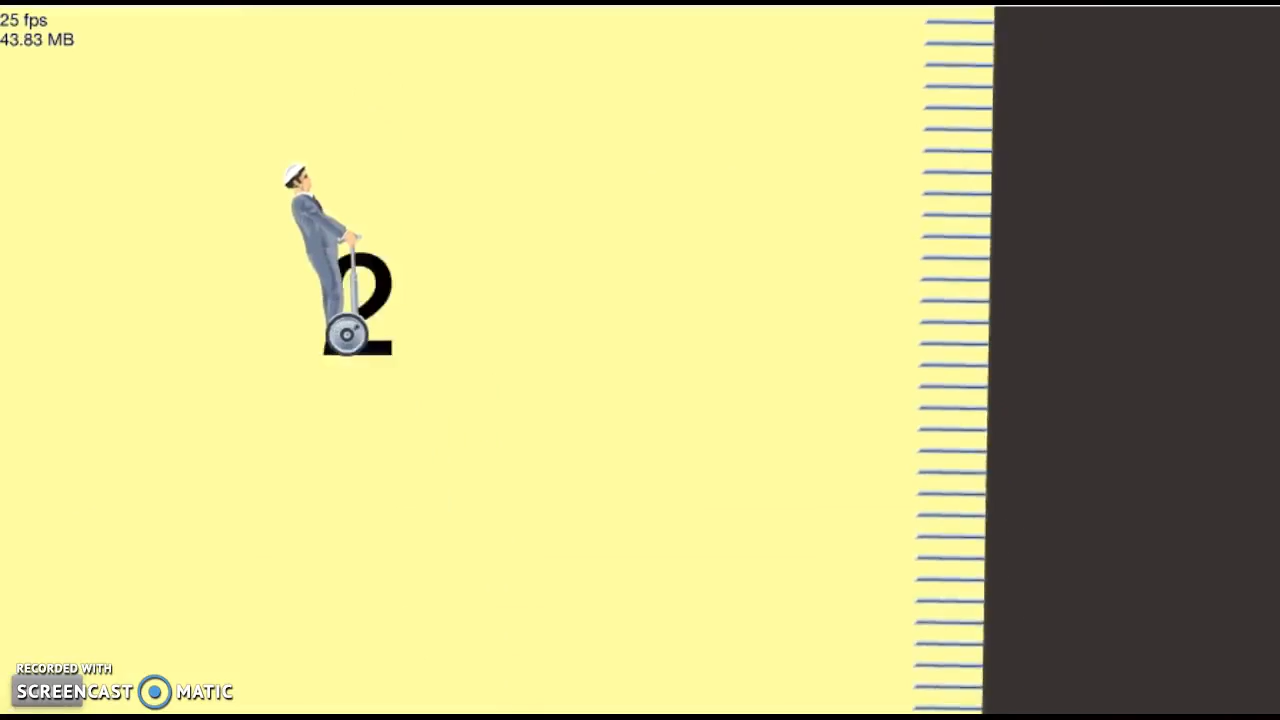 25 fps
43.83 MB
2
RECORDED WITH
SCREENCAST MATIC